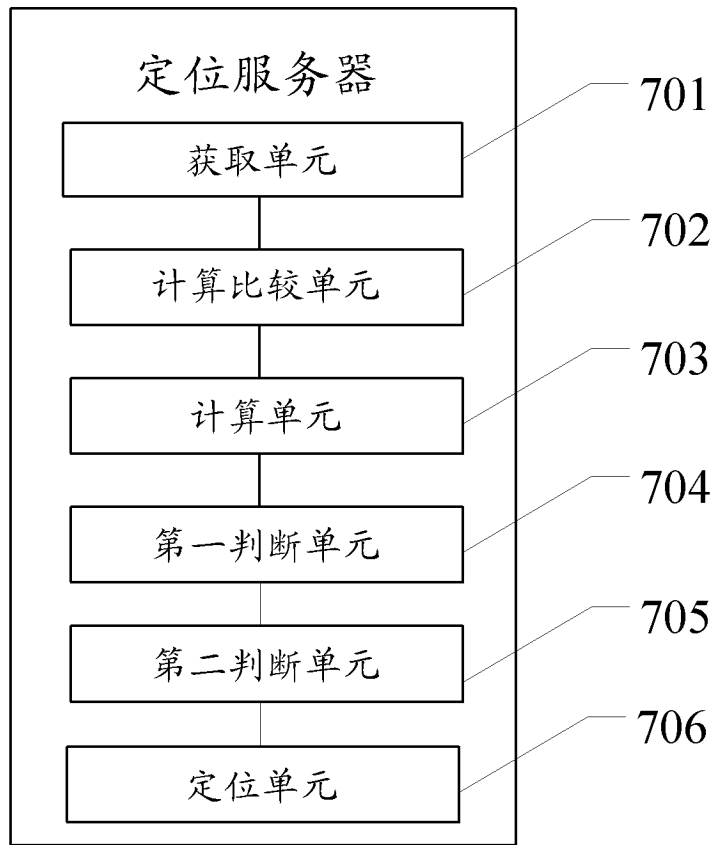 定位服务器
获取单元
701
计算比较单元
702
计算单元
703
第一判断单元
704
第二判断单元
705
定位单元
706